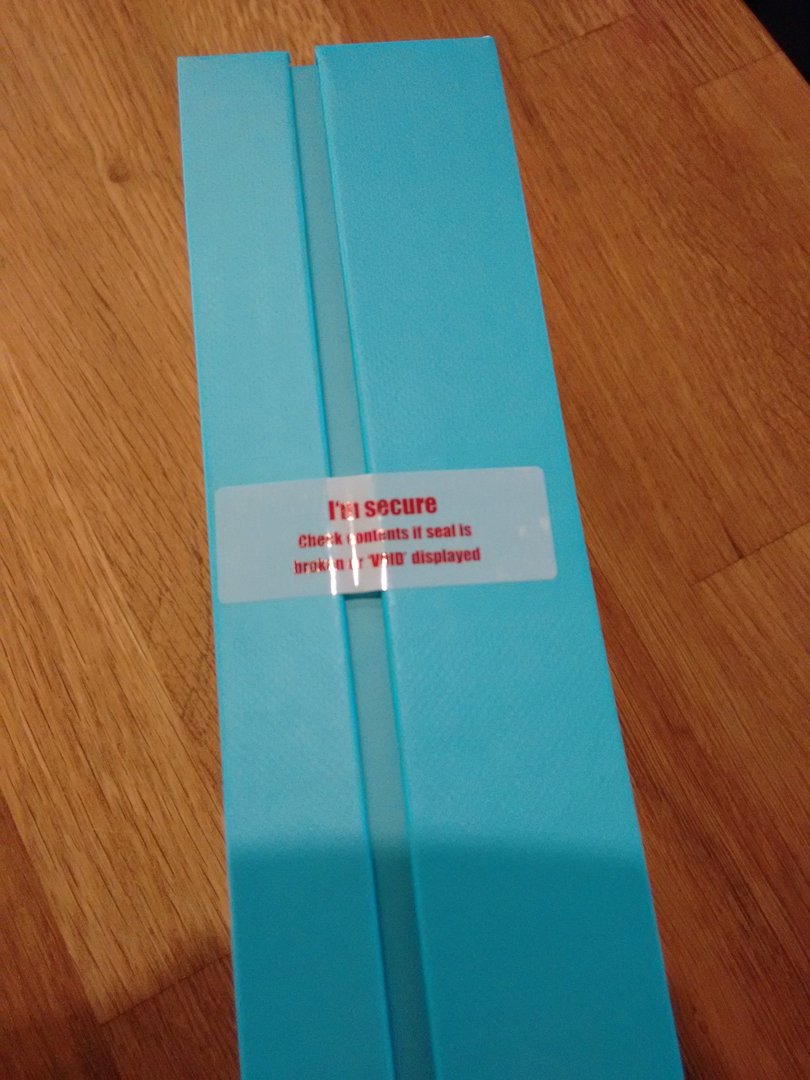 I'm secure
Check contents if seal is
broken or 'VOID' displayed